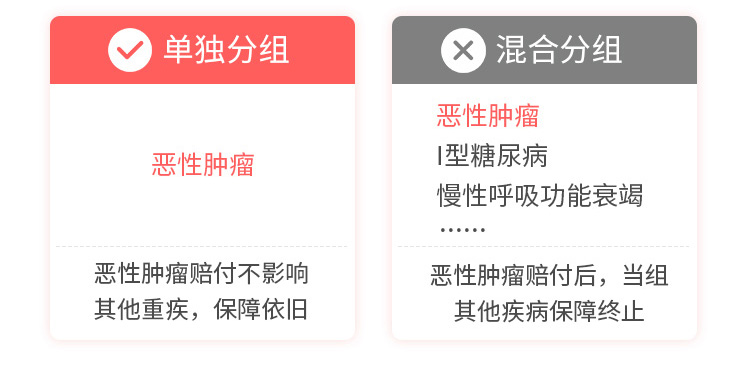 单独分组
恶性肿瘤
恶性肿瘤赔付不影响
其他重疾，保障依旧
混合分组
恶性肿瘤
I型糖尿病
慢性呼吸功能衰竭
······
恶性肿瘤赔付后，当组
其他疾病保障终止